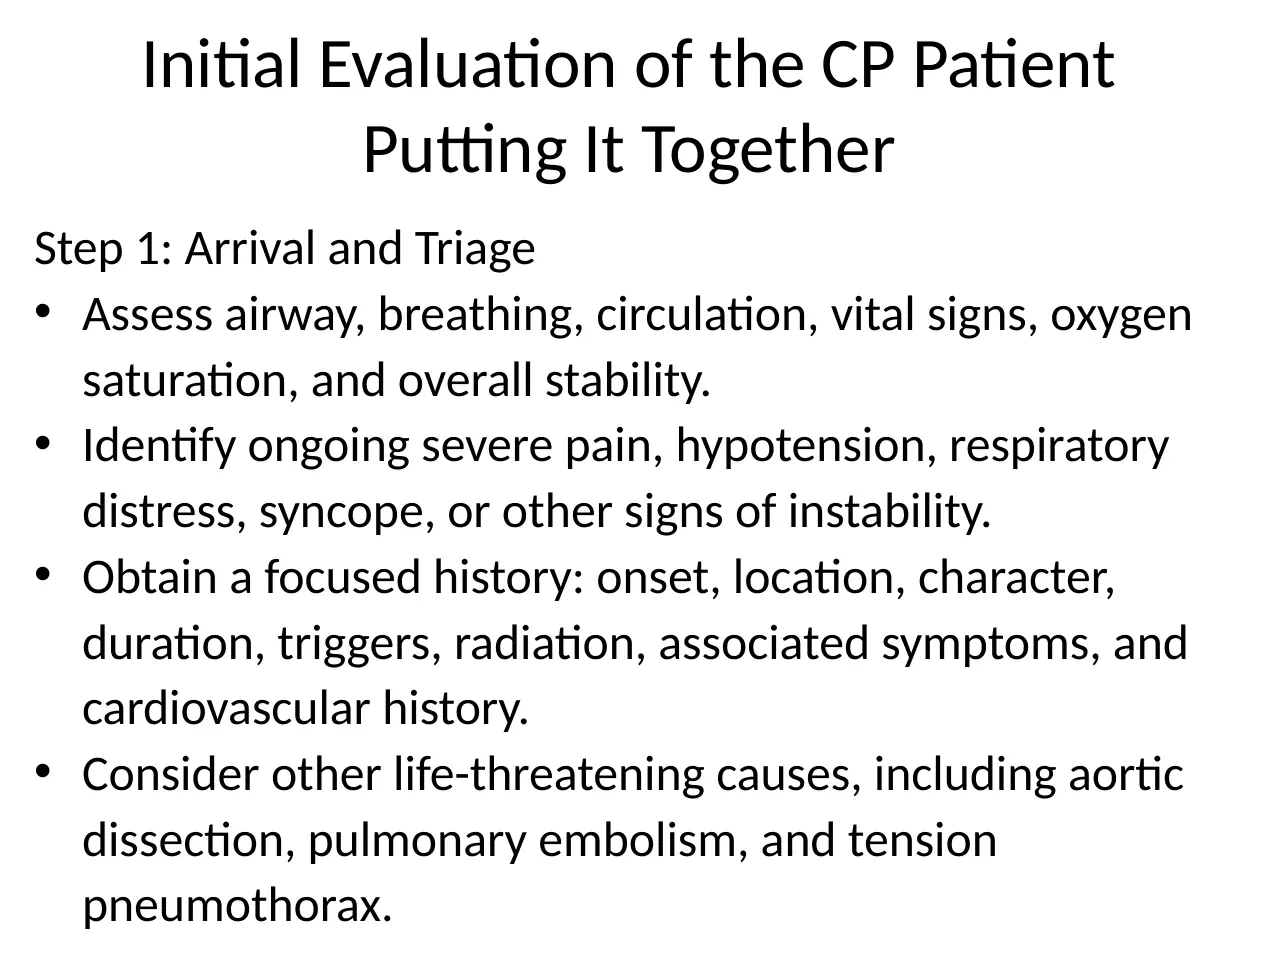 Initial Evaluation of the CP Patient
Putting It Together
Step 1: Arrival and Triage
• Assess airway, breathing, circulation, vital signs, oxygen
saturation, and overall stability.
• Identify ongoing severe pain, hypotension, respiratory
distress, syncope, or other signs of instability.
• Obtain a focused history: onset, location, character,
duration, triggers, radiation, associated symptoms, and
cardiovascular history.
• Consider other life-threatening causes, including aortic
dissection, pulmonary embolism, and tension
pneumothorax.